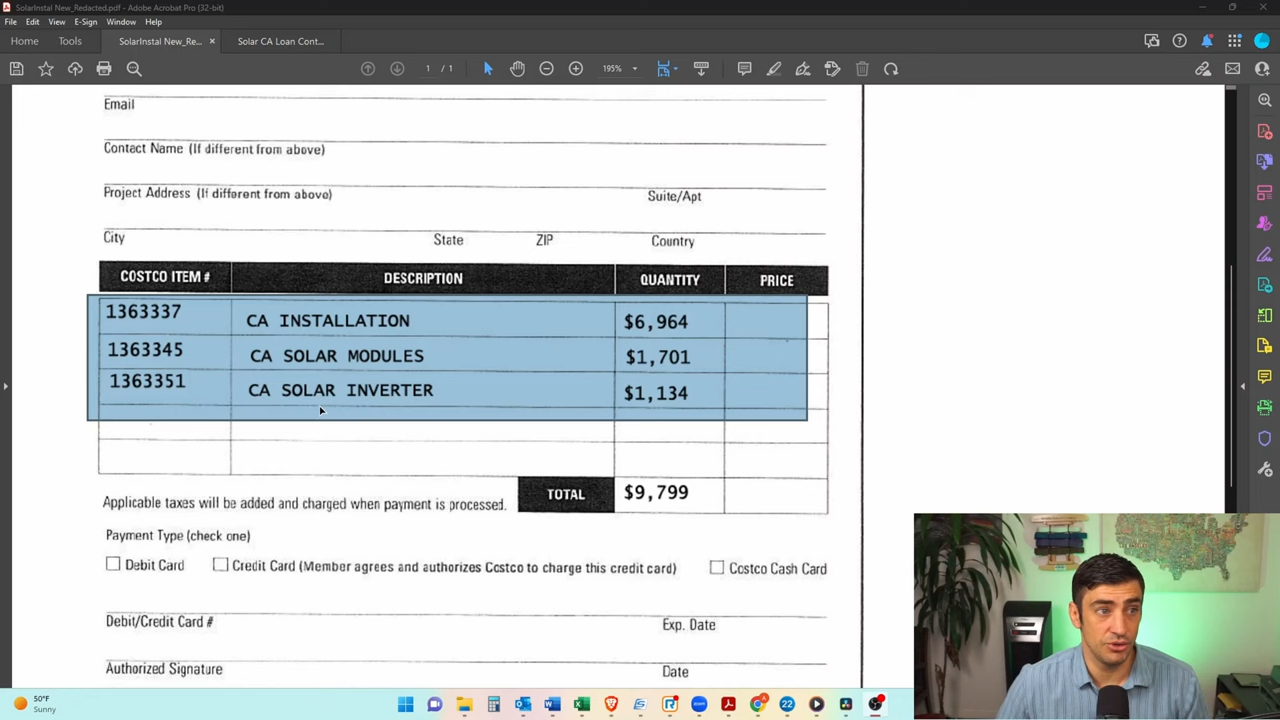 SolarInstal New_Redacted.pdf - Adobe Acrobat Pro (32-bit)
File Edit View E-Sign Window Help
Home Tools SolarInstal New_Re... × Solar CA Loan Cont...
1 / 1 195%
Email
Contact Name (If different from above)
Project Address (If different from above) Suite/Apt
City State ZIP Country
COSTCO ITEM # DESCRIPTION QUANTITY PRICE
1363337 CA INSTALLATION $6,964
1363345 CA SOLAR MODULES $1,701
1363351 CA SOLAR INVERTER $1,134
Applicable taxes will be added and charged when payment is processed. TOTAL $9,799
Payment Type (check one)
Debit Card Credit Card (Member agrees and authorizes Costco to charge this credit card) Costco Cash Card
Debit/Credit Card # Exp. Date
Authorized Signature Date
50°F
Sunny
22